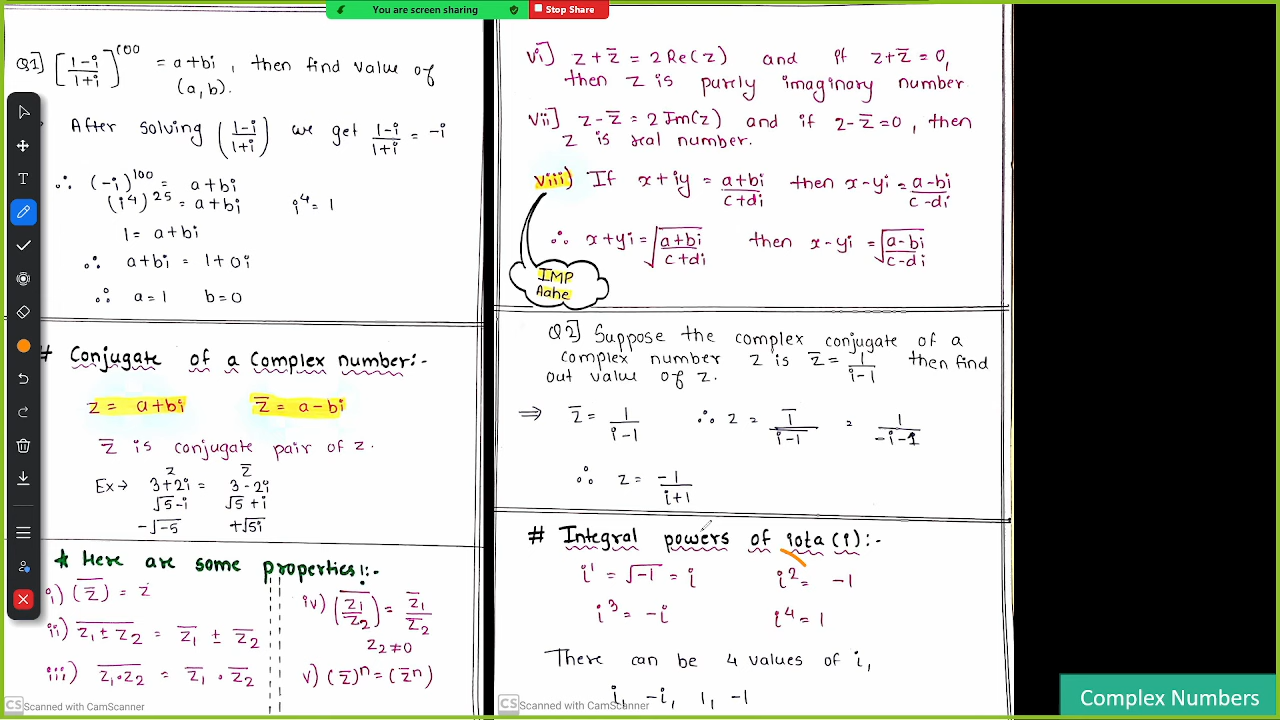 You are screen sharing
Stop Share
Q1] [1-i/1+i]^100 = a+bi, then find value of
(a, b).
After solving (1-i/1+i) we get 1-i/1+i = -i
∴ (-i)^100 = a+bi
(i^4)^25 = a+bi i^4 = 1
1 = a+bi
∴ a+bi = 1+0i
∴ a=1 b=0
# Conjugate of a Complex number:-
z = a+bi z̅ = a-bi
z̅ is conjugate pair of z.
z z̅
Ex→ 3+2i = 3-2i
√5-i √5+i
-√-5 +√5i
★ Here are some properties!:-
i) (z̅)‾ = z
ii) \overline{z₁ ± z₂} = z̅₁ ± z̅₂
iii) \overline{z₁.z₂} = z̅₁ . z̅₂
iv) \overline{(z₁/z₂)} = z̅₁/z̅₂
z₂ ≠ 0
v) (z̅)^n = (z̅^n)
CS Scanned with CamScanner
vi] z+z̅ = 2Re(z) and if z+z̅ = 0,
then z is purely imaginary number
vii] z-z̅ = 2Im(z) and if z-z̅ = 0, then
z is real number.
viii) If x+iy = a+bi/c+di then x-yi = a-bi/c-di
∴ x+yi = √(a+bi/c+di) then x-yi = √(a-bi/c-di)
IMP
Aahe
Q2] Suppose the complex conjugate of a
complex number z is z̅ = 1/i-1 then find
out value of z.
⇒ z̅ = 1/i-1 ∴ z = \overline{1}/\overline{i-1} = 1/-i-1
∴ z = -1/i+1
# Integral powers of iota(i):-
i^1 = √-1 = i i^2 = -1
i^3 = -i i^4 = 1
There can be 4 values of i,
i, -i, 1, -1
CS Scanned with CamScanner
Complex Numbers